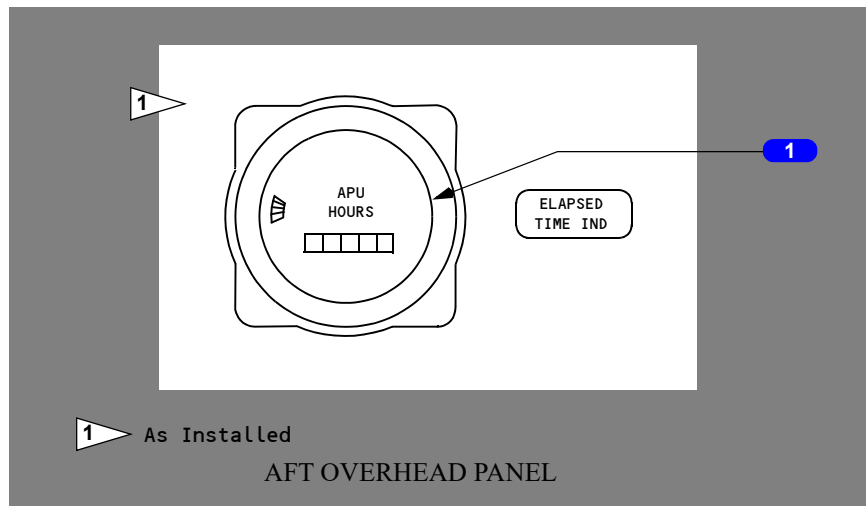 1
1
APU
HOURS
ELAPSED
TIME IND
1 As Installed
AFT OVERHEAD PANEL